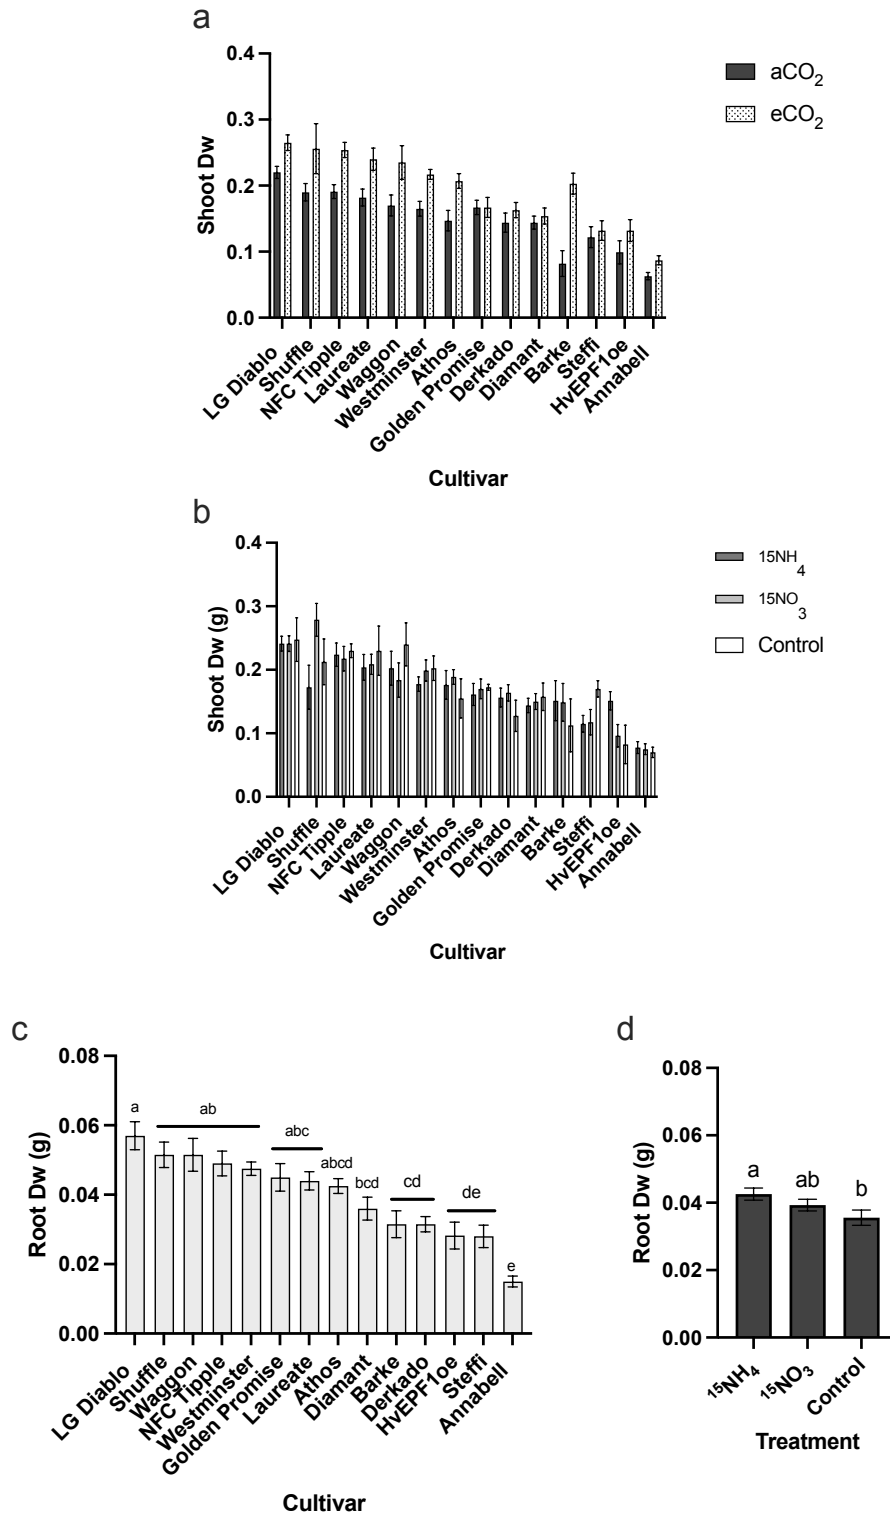 a
0.4
0.3
0.2
0.1
0.0
Shoot Dw
aCO₂
eCO₂
LG Diablo
Shuffle
NFC Tipple
Laureate
Waggon
Westminster
Athos
Golden Promise
Derkado
Diamant
Barke
Steffi
HvEPF1oe
Annabell
Cultivar
b
0.4
0.3
0.2
0.1
0.0
Shoot Dw (g)
15NH₄
15NO₃
Control
LG Diablo
Shuffle
NFC Tipple
Laureate
Waggon
Westminster
Athos
Golden Promise
Derkado
Diamant
Barke
Steffi
HvEPF1oe
Annabell
Cultivar
c
0.08
0.06
0.04
0.02
0.00
Root Dw (g)
a
ab
abc
abcd
bcd
cd
de
e
LG Diablo
Shuffle
Waggon
NFC Tipple
Westminster
Golden Promise
Laureate
Athos
Diamant
Barke
Derkado
HvEPF1oe
Steffi
Annabell
Cultivar
d
0.08
0.06
0.04
0.02
0.00
Root Dw (g)
a
ab
b
¹⁵NH₄
¹⁵NO₃
Control
Treatment